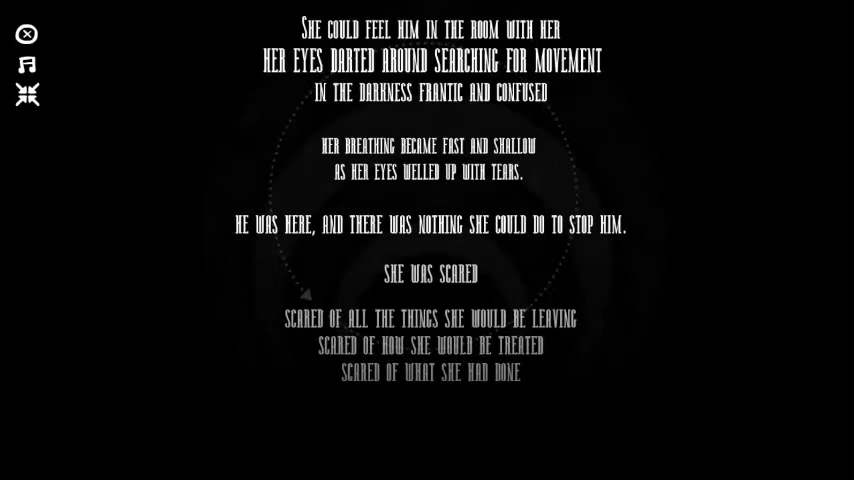 She could feel him in the room with her
her eyes darted around searching for movement
in the darkness frantic and confused
her breathing became fast and shallow
as her eyes welled up with tears.
He was here, and there was nothing she could do to stop him.
She was scared
scared of all the things she would be leaving
scared of how she would be treated
scared of what she had done